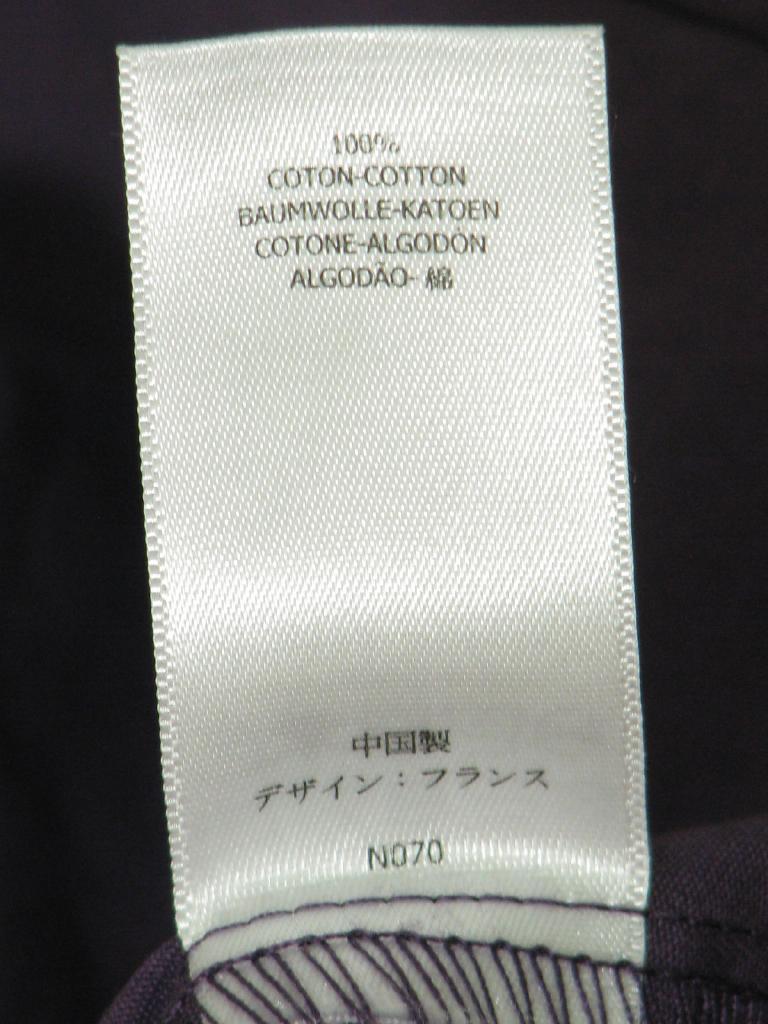 100%
COTON-COTTON
BAUMWOLLE-KATOEN
COTONE-ALGODÓN
ALGODÃO- 綿
中国製
デザイン：フランス
N070